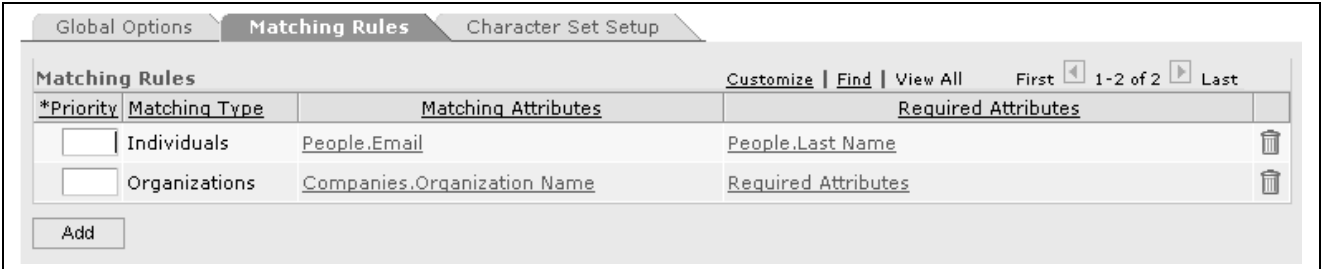 Global Options Matching Rules Character Set Setup
Matching Rules Customize | Find | View All First 1-2 of 2 Last
*Priority Matching Type Matching Attributes Required Attributes
Individuals People.Email People.Last Name
Organizations Companies.Organization Name Required Attributes
Add